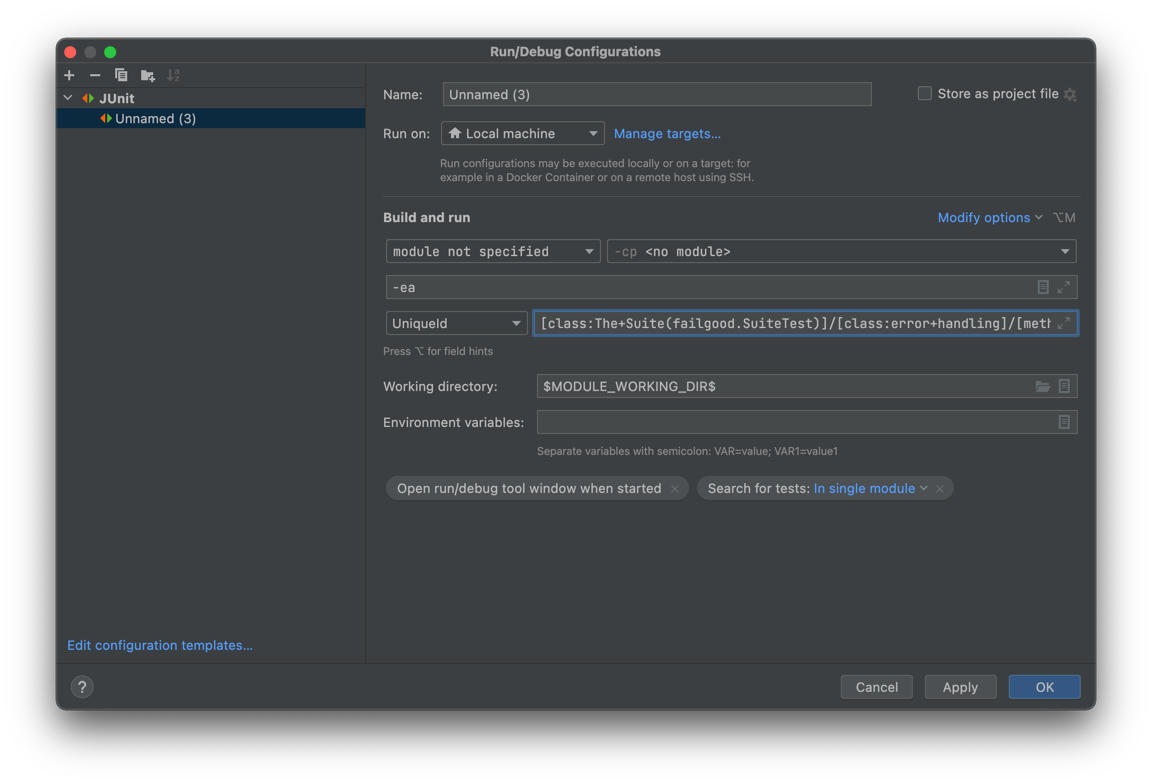 Run/Debug Configurations
JUnit
Unnamed (3)
Name: Unnamed (3) Store as project file
Run on: Local machine Manage targets...
Run configurations may be executed locally or on a target: for
example in a Docker Container or on a remote host using SSH.
Build and run Modify options ⌥M
module not specified -cp <no module>
-ea
UniqueId [class:The+Suite(failgood.SuiteTest)]/[class:error+handling]/[meth
Press ⌥ for field hints
Working directory: $MODULE_WORKING_DIR$
Environment variables:
Separate variables with semicolon: VAR=value; VAR1=value1
Open run/debug tool window when started × Search for tests: In single module ×
Edit configuration templates...
? Cancel Apply OK